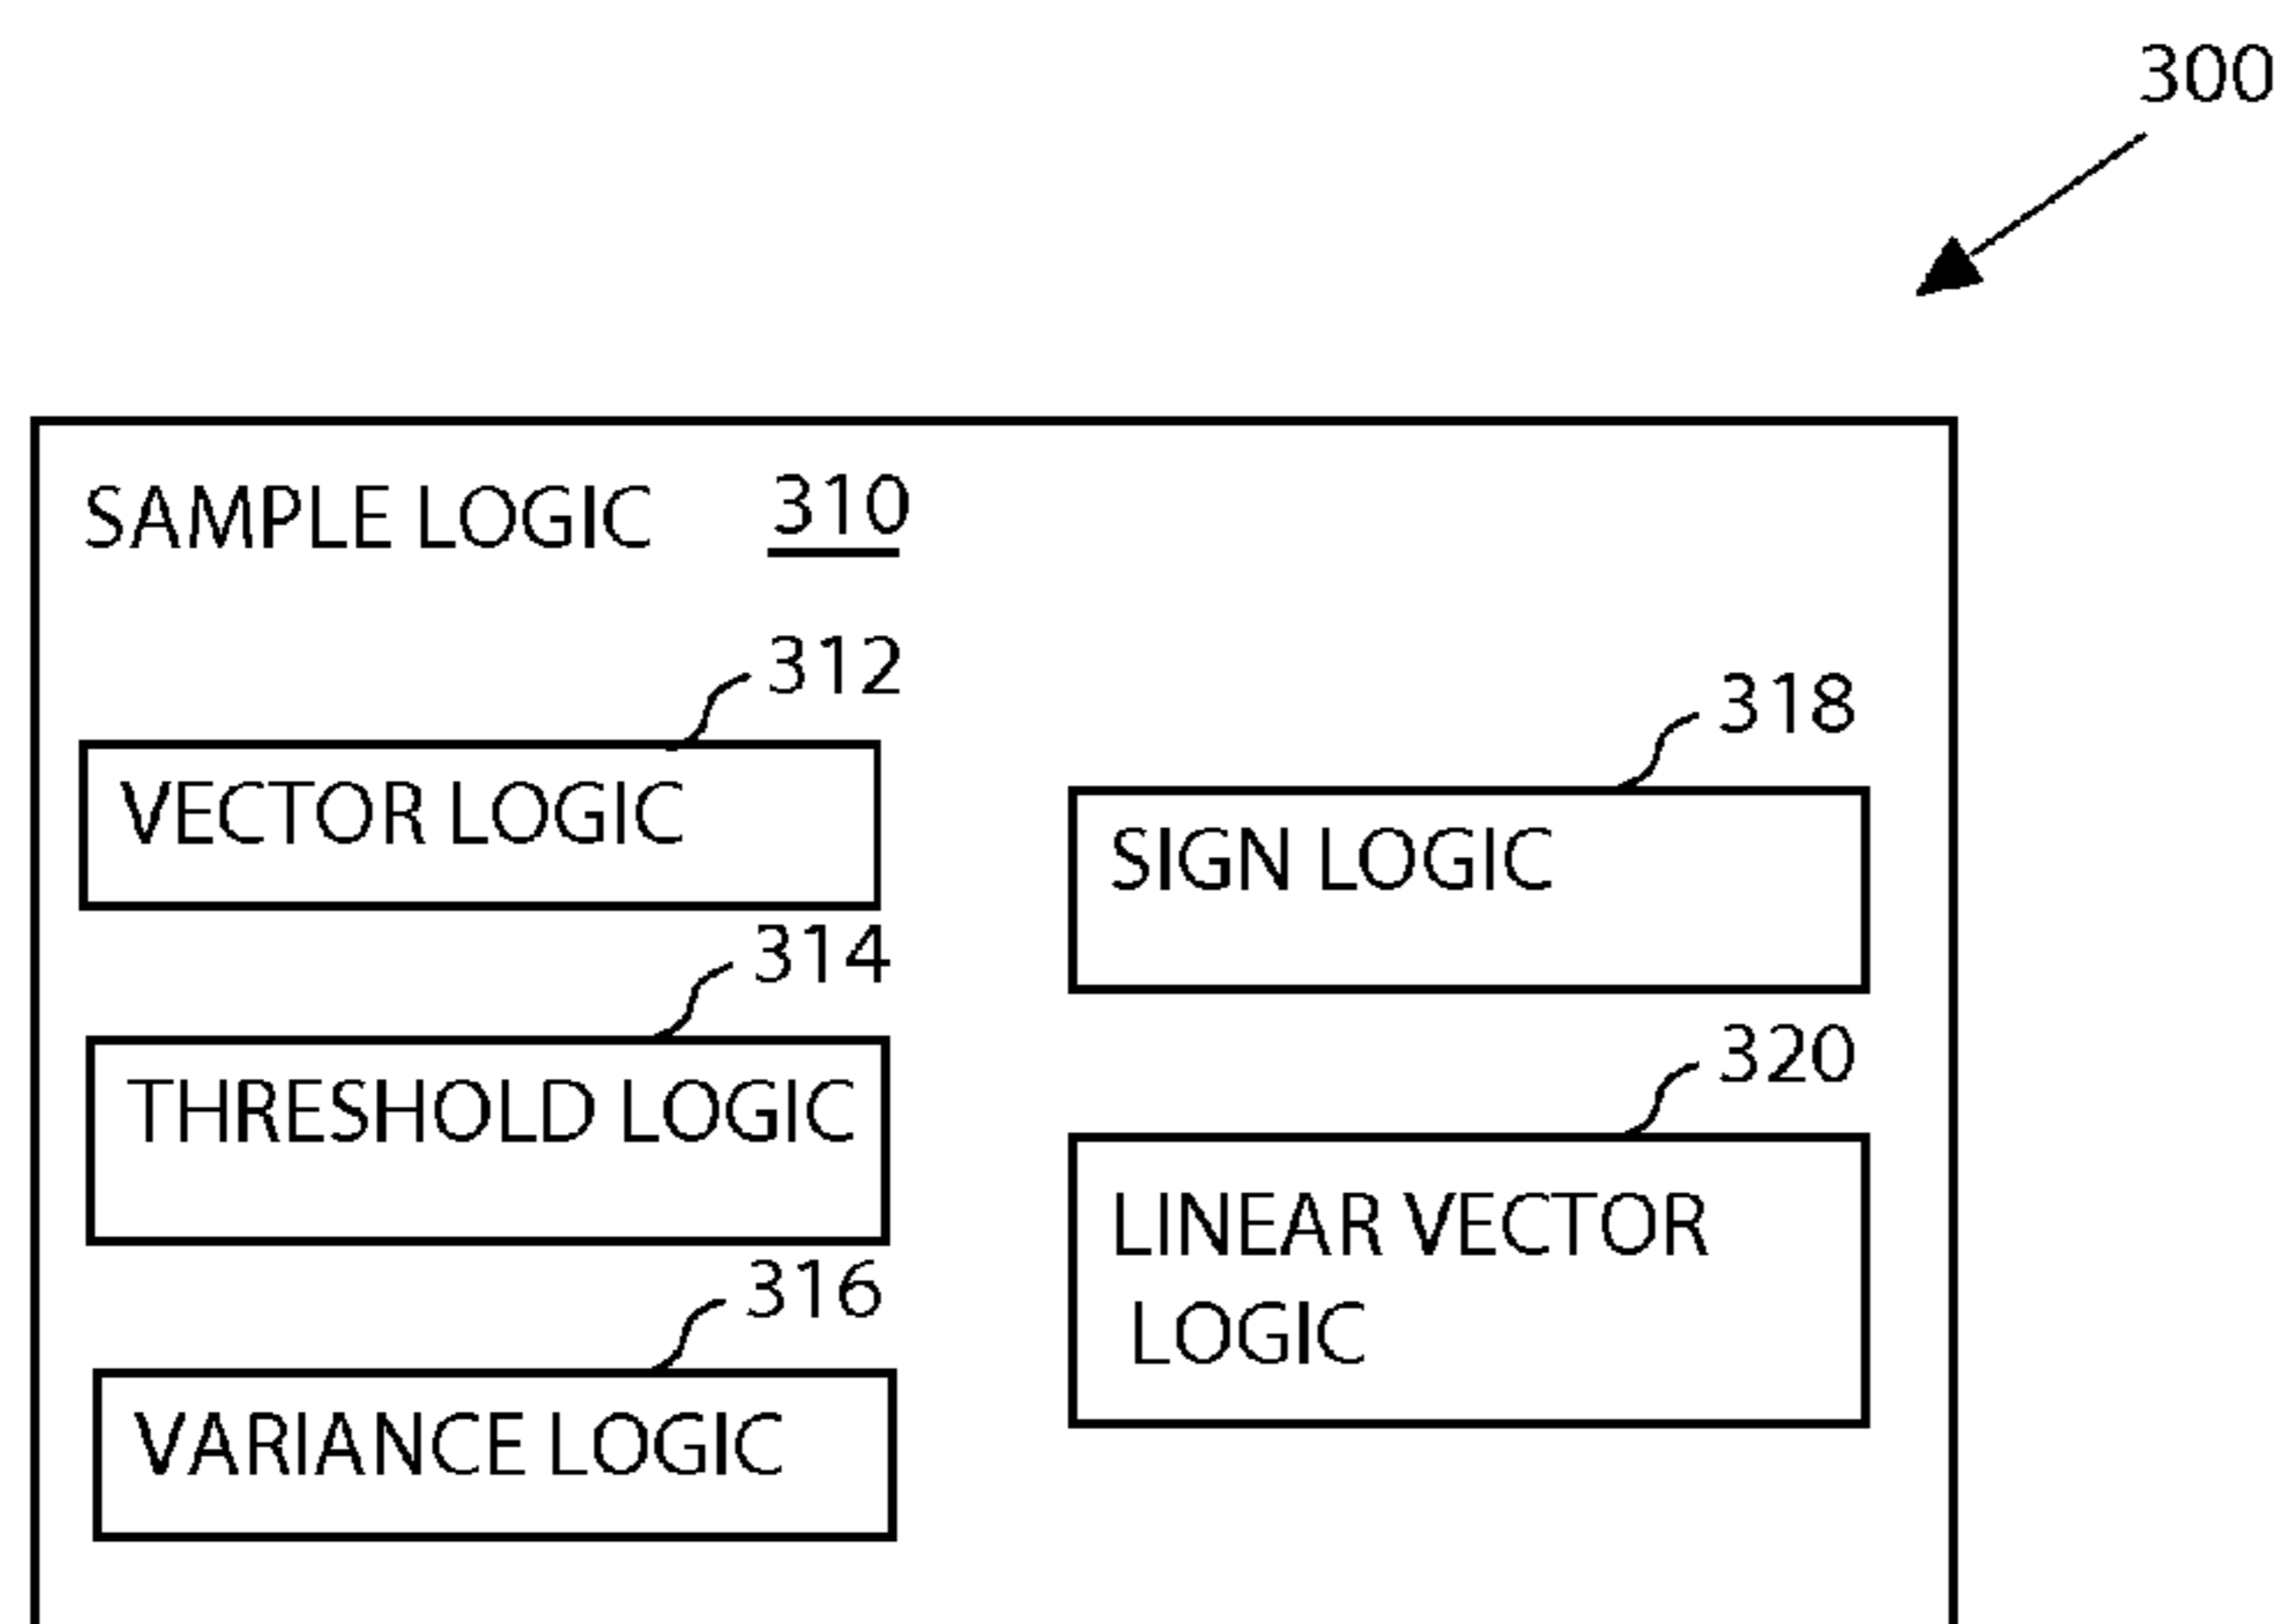 300
SAMPLE LOGIC 310
312
VECTOR LOGIC
314
THRESHOLD LOGIC
316
VARIANCE LOGIC
318
SIGN LOGIC
320
LINEAR VECTOR
LOGIC